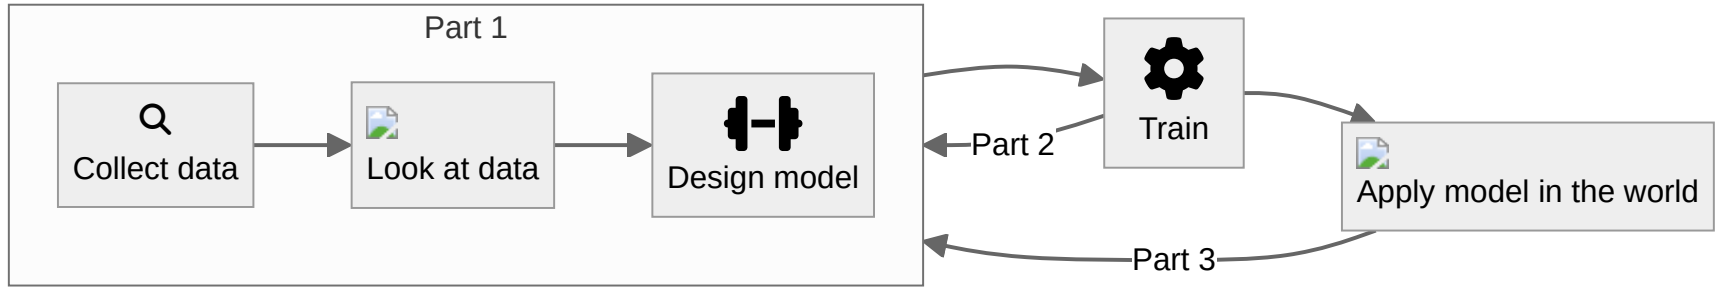 Part 1
Collect data
Look at data
Design model
Train
Part 2
Apply model in the world
Part 3